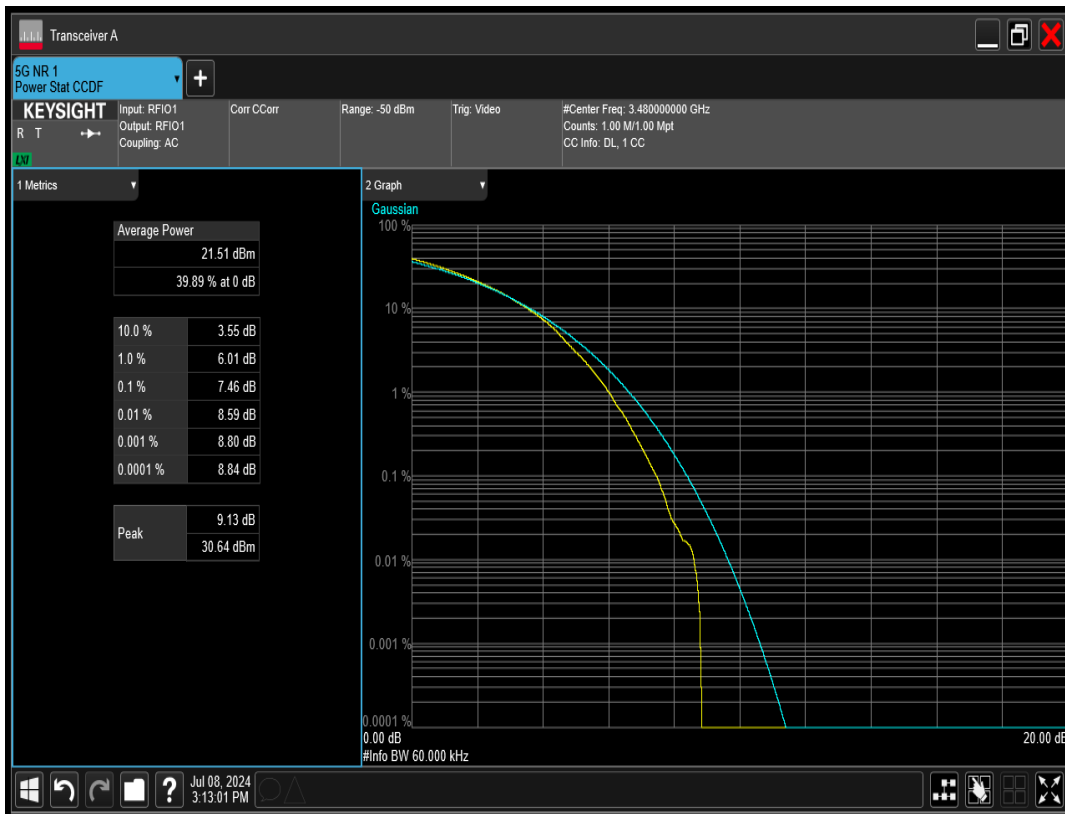 Transceiver A
5G NR 1
Power Stat CCDF
+
KEYSIGHT
R T
LXI
Input: RFIO1
Output: RFIO1
Coupling: AC
Corr CCorr
Range: -50 dBm
Trig: Video
#Center Freq: 3.480000000 GHz
Counts: 1.00 M/1.00 Mpt
CC Info: DL, 1 CC
1 Metrics
Average Power
21.51 dBm
39.89 % at 0 dB
10.0 % 3.55 dB
1.0 % 6.01 dB
0.1 % 7.46 dB
0.01 % 8.59 dB
0.001 % 8.80 dB
0.0001 % 8.84 dB
Peak
9.13 dB
30.64 dBm
2 Graph
Gaussian
100 %
10 %
1 %
0.1 %
0.01 %
0.001 %
0.0001 %
0.00 dB 20.00 dB
#Info BW 60.000 kHz
?
Jul 08, 2024
3:13:01 PM